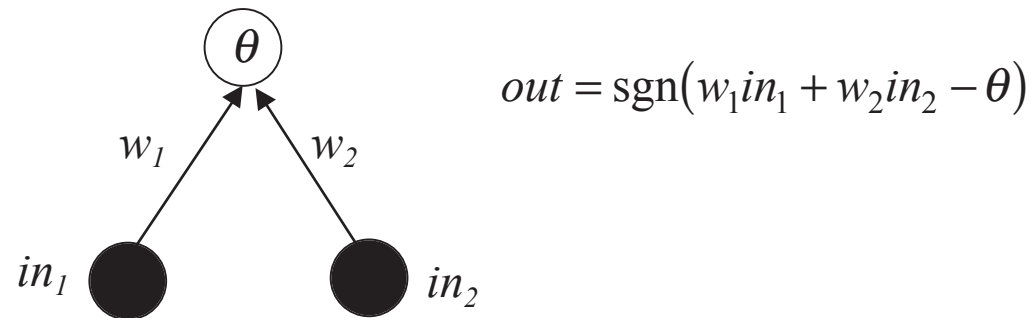 θ
out = sgn(w₁in₁ + w₂in₂ − θ)
w₁ w₂
in₁ in₂